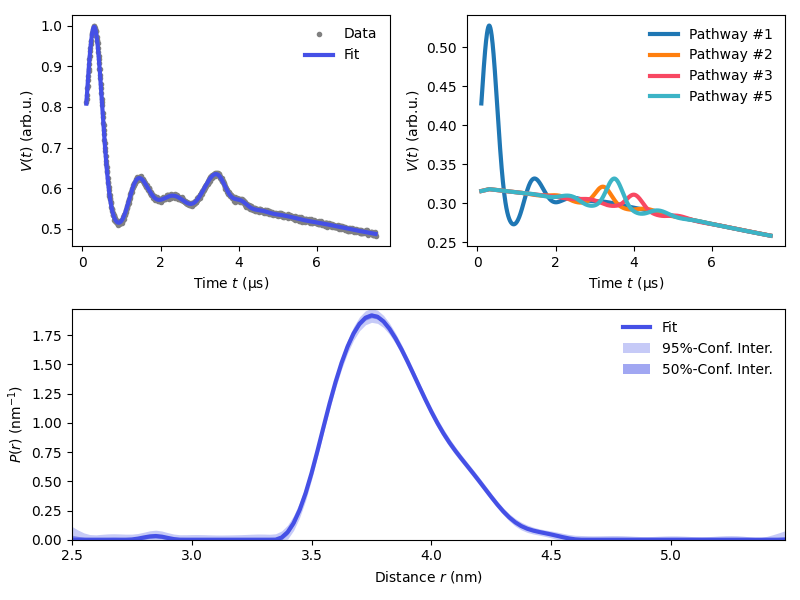 1.0
0.9
0.8
0.7
0.6
0.5
V(t) (arb.u.)
0 2 4 6
Time t (μs)
Data
Fit
0.50
0.45
0.40
0.35
0.30
0.25
V(t) (arb.u.)
0 2 4 6
Time t (μs)
Pathway #1
Pathway #2
Pathway #3
Pathway #5
1.75
1.50
1.25
1.00
0.75
0.50
0.25
0.00
P(r) (nm⁻¹)
2.5 3.0 3.5 4.0 4.5 5.0
Distance r (nm)
Fit
95%-Conf. Inter.
50%-Conf. Inter.